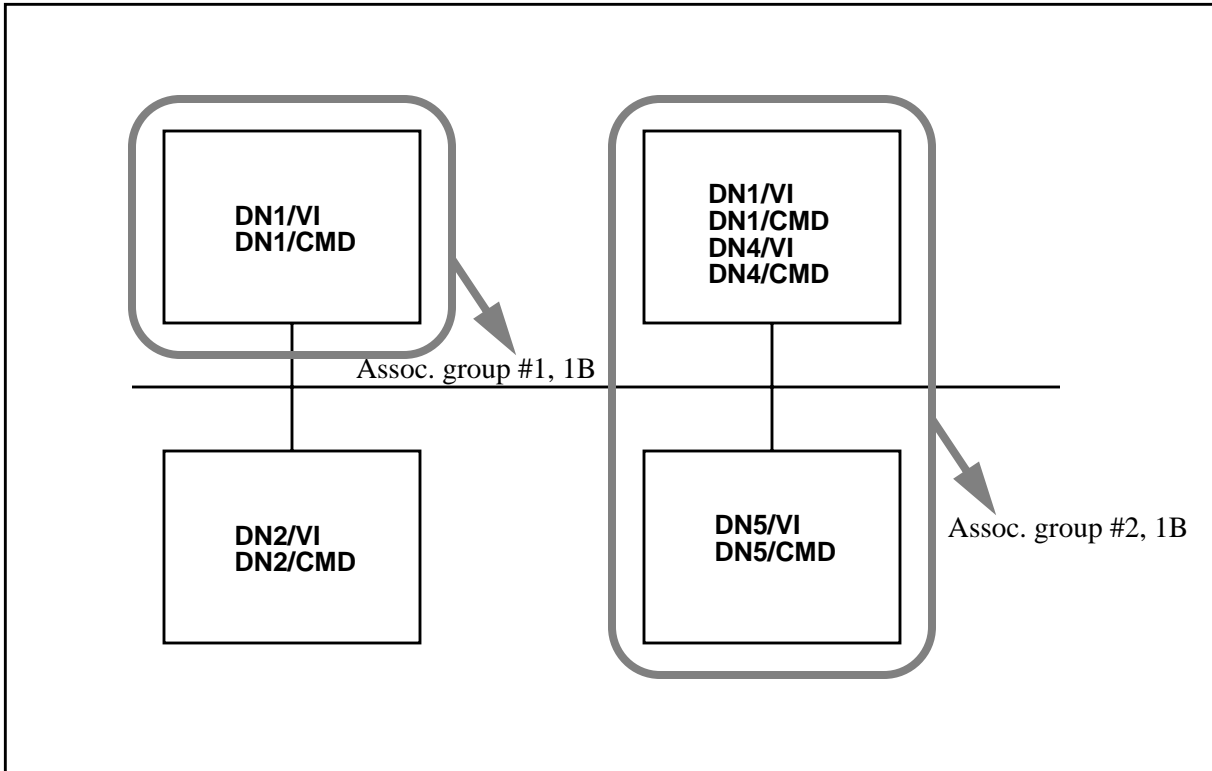 DN1/VI
DN1/CMD
DN1/VI
DN1/CMD
DN4/VI
DN4/CMD
Assoc. group #1, 1B
DN2/VI
DN2/CMD
DN5/VI
DN5/CMD
Assoc. group #2, 1B